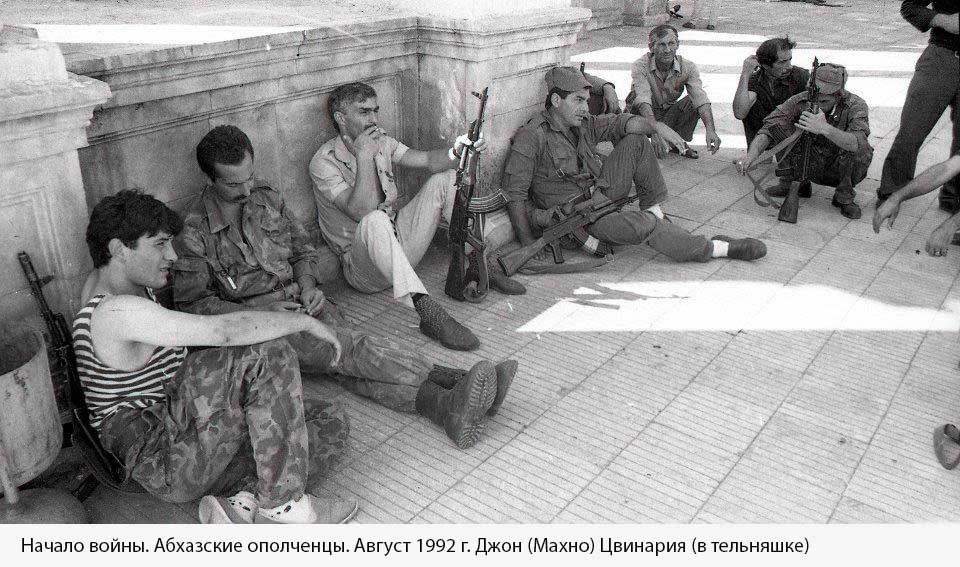 Начало войны. Абхазские ополченцы. Август 1992 г. Джон (Махно) Цвинария (в тельняшке)